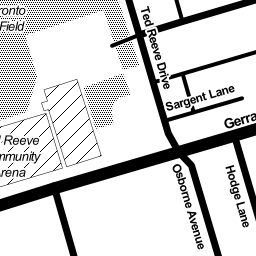 ronto
Field
Ted Reeve Drive
Sargent Lane
Gerra
Reeve
mmunity
rena
Osborne Avenue
Hodge Lane